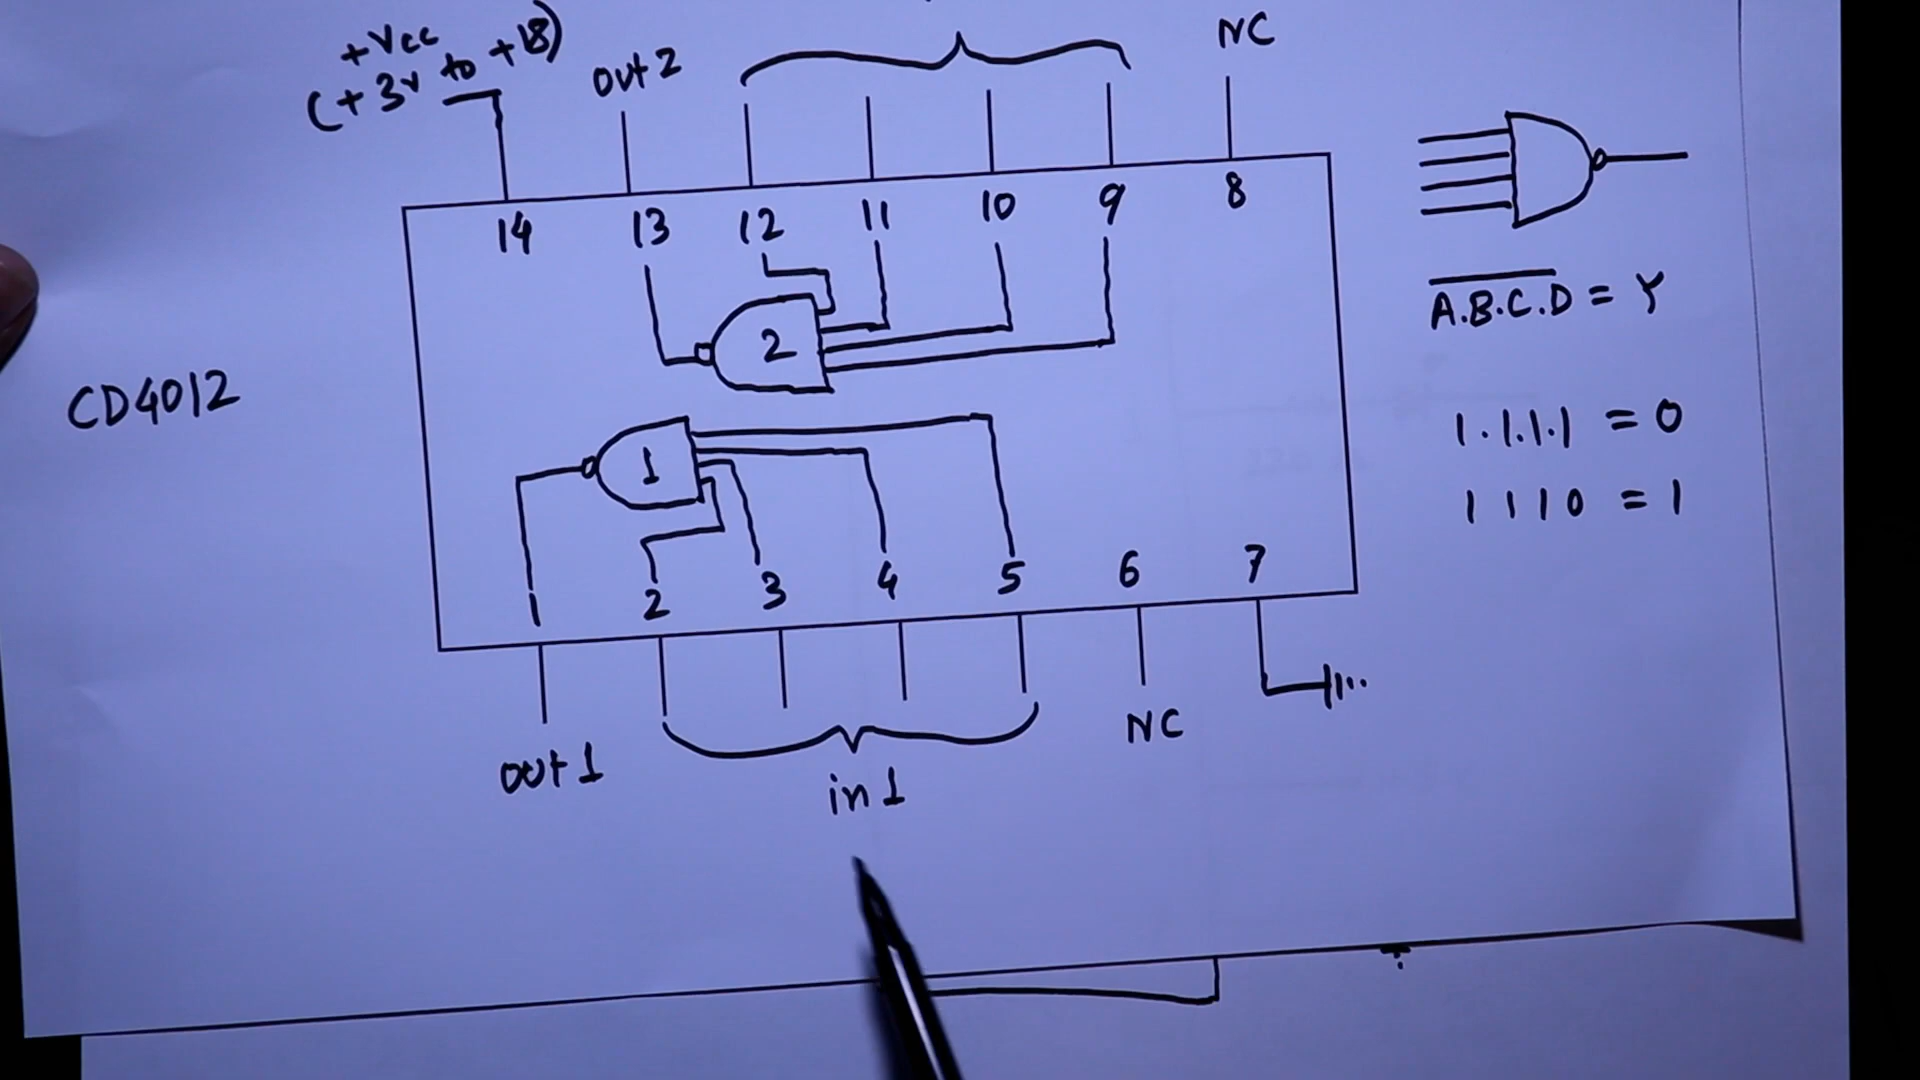 +Vcc
(+3v to +18)
out 2
NC
14 13 12 11 10 9 8
2
CD4012
1
1 2 3 4 5 6 7
out 1
in 1
NC
A.B.C.D = Y
1.1.1.1 = 0
1 1 1 0 = 1